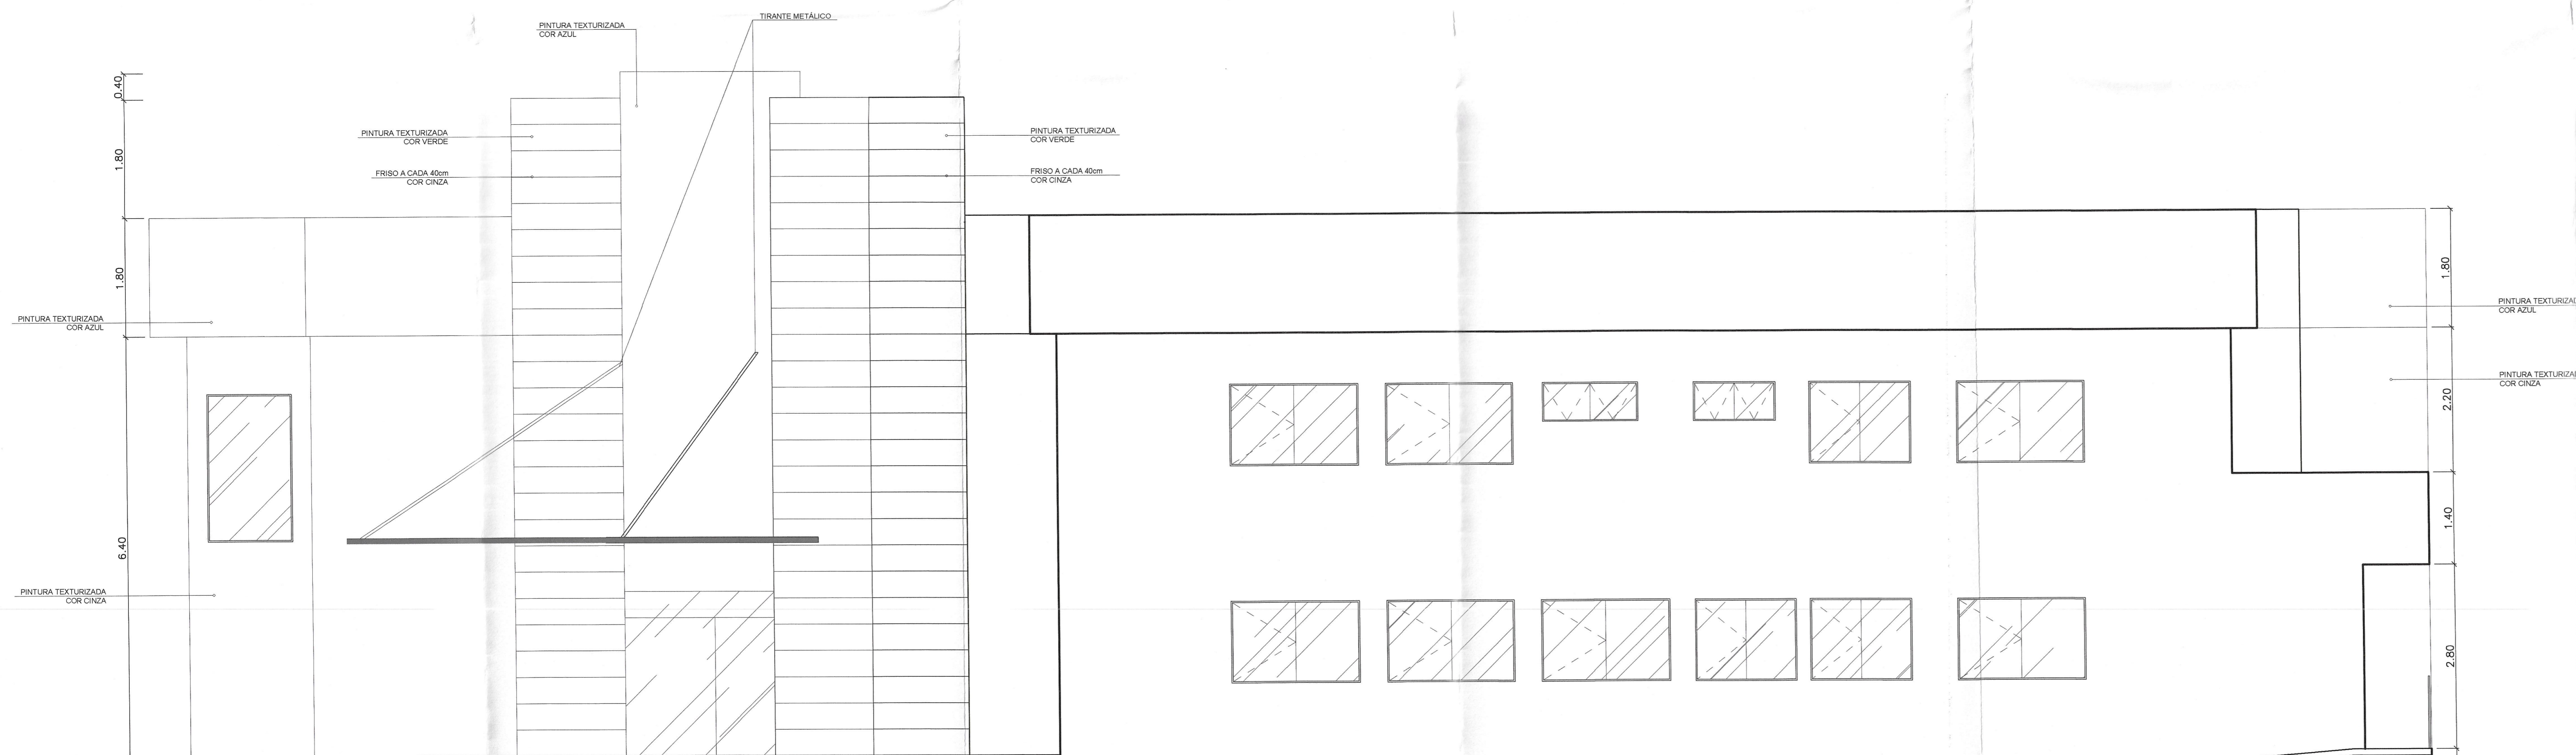 TIRANTE METÁLICO
PINTURA TEXTURIZADA
COR AZUL
0.40
PINTURA TEXTURIZADA
COR VERDE
PINTURA TEXTURIZADA
COR VERDE
1.80
FRISO A CADA 40cm
COR CINZA
FRISO A CADA 40cm
COR CINZA
1.80
1.80
PINTURA TEXTURIZADA
COR AZUL
PINTURA TEXTURIZAD
COR AZUL
PINTURA TEXTURIZAD
COR CINZA
2.20
6.40
1.40
PINTURA TEXTURIZADA
COR CINZA
2.80